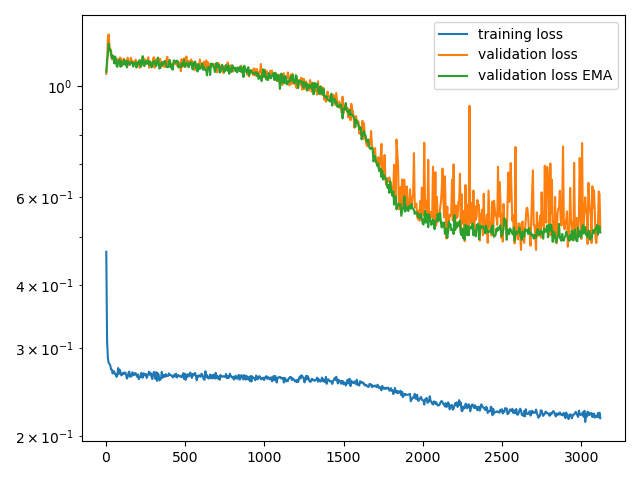 training loss
validation loss
validation loss EMA
10⁰
6 × 10⁻¹
4 × 10⁻¹
3 × 10⁻¹
2 × 10⁻¹
0 500 1000 1500 2000 2500 3000